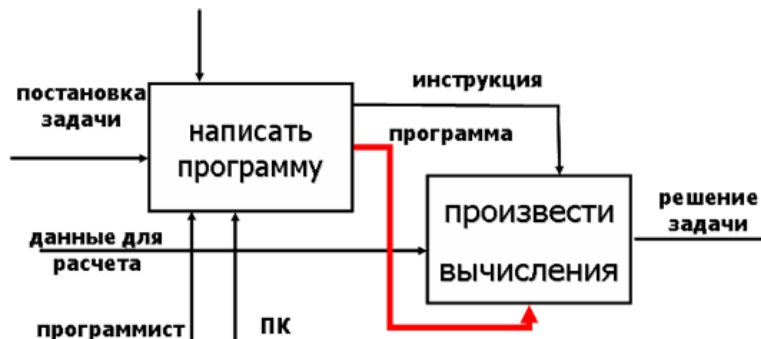 постановка
задачи
написать
программу
инструкция
программа
произвести
вычисления
решение
задачи
данные для
расчета
программист
ПК